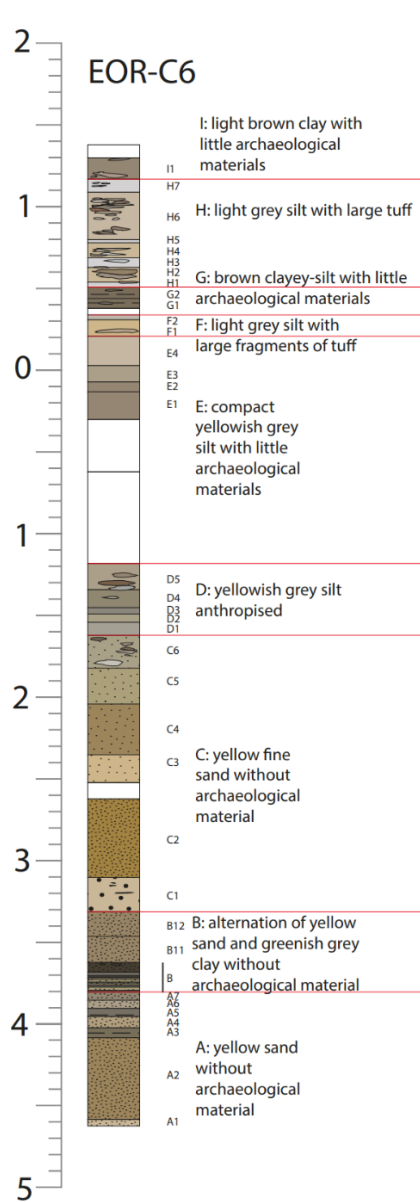 2
EOR-C6
I: light brown clay with
little archaeological
materials
I1
H7
1
H6
H: light grey silt with large tuff
H5
H4
H3
H2
H1
G: brown clayey-silt with little
archaeological materials
G2
G1
F2
F1
F: light grey silt with
large fragments of tuff
0
E4
E3
E2
E1
E: compact
yellowish grey
silt with little
archaeological
materials
1
D5
D4
D3
D2
D1
D: yellowish grey silt
anthropised
C6
C5
2
C4
C3
C: yellow fine
sand without
archaeological
material
C2
3
C1
B12
B11
B
B: alternation of yellow
sand and greenish grey
clay without
archaeological material
A7
A6
A5
A4
A3
4
A2
A: yellow sand
without
archaeological
material
A1
5